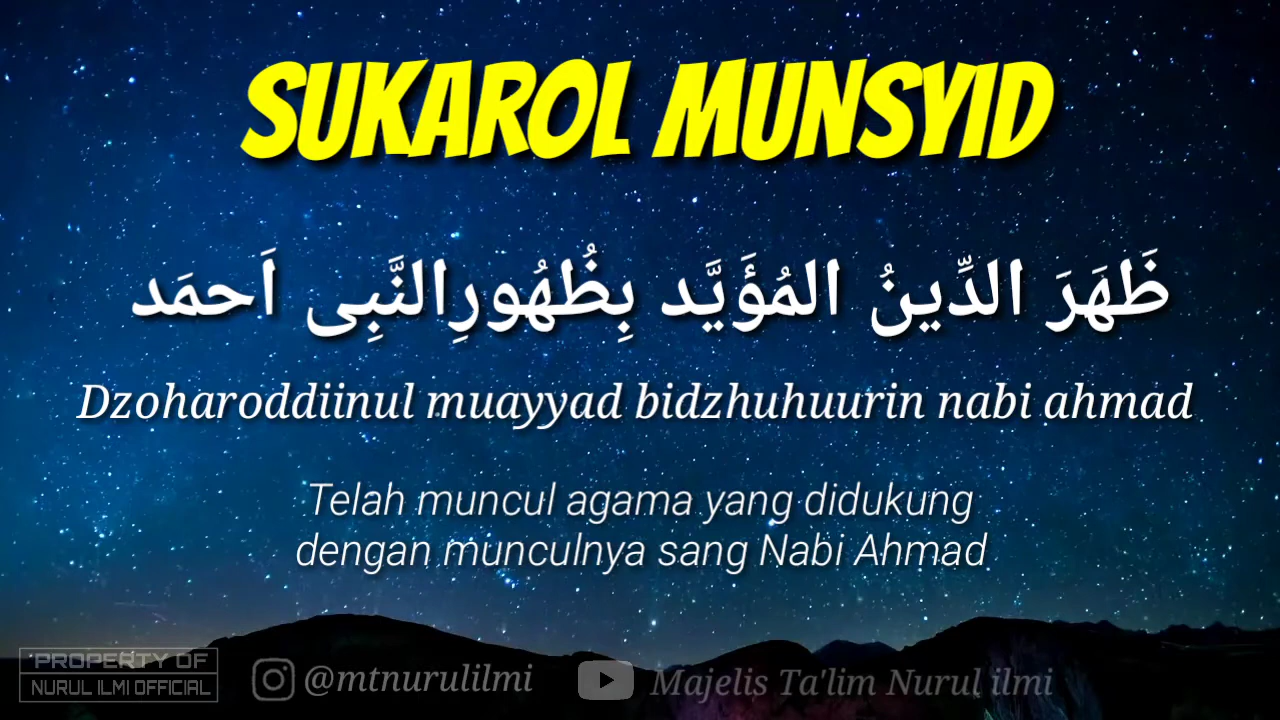 SUKAROL MUNSYID
ظَهَرَ الدِّينُ المُؤَيَّد بِظُهُورِالنَّبِى اَحمَد
Dzoharoddiinul muayyad bidzhuhuurin nabi ahmad
Telah muncul agama yang didukung
dengan munculnya sang Nabi Ahmad
PROPERTY OF
NURUL ILMI OFFICIAL
@mtnurulilmi
Majelis Ta'lim Nurul ilmi